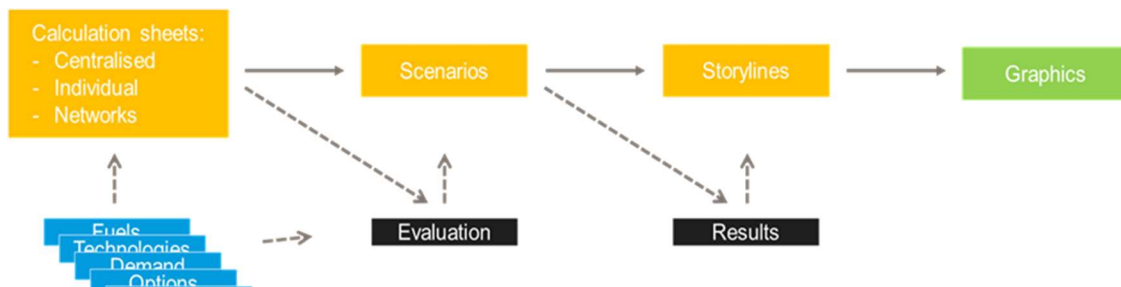 Calculation sheets:
- Centralised
- Individual
- Networks
Scenarios
Storylines
Graphics
Fuels
Technologies
Demand
Options
Evaluation
Results